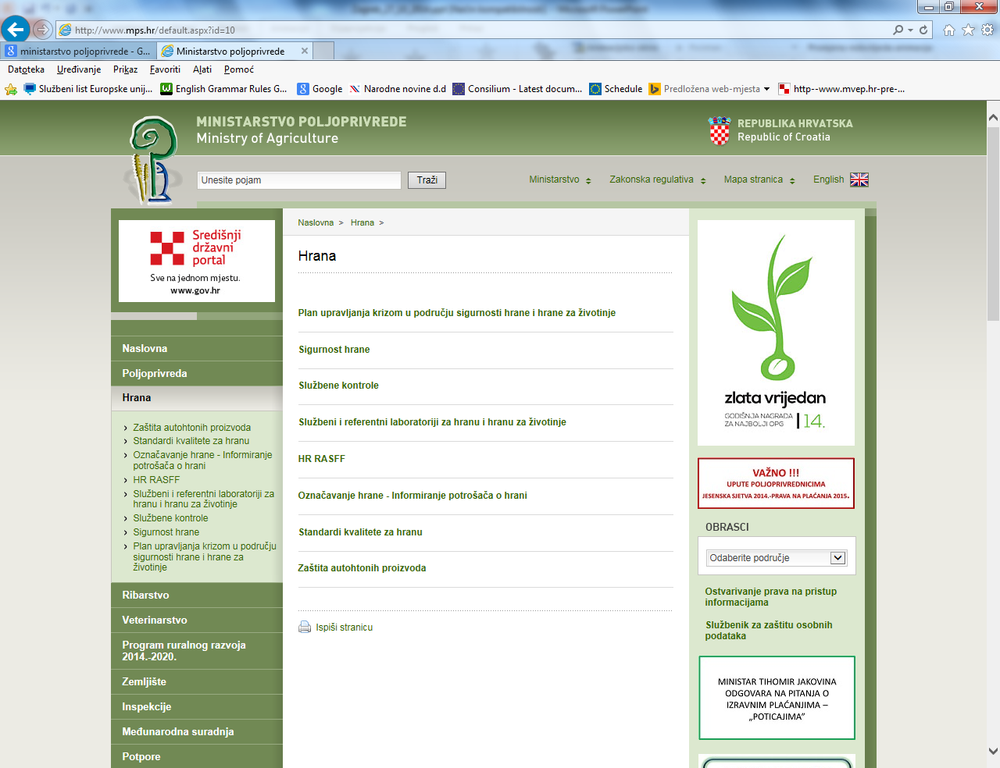 http://www.mps.hr/default.aspx?id=10
ministarstvo poljoprivrede - G...
Ministarstvo poljoprivrede
Datoteka Uređivanje Prikaz Favoriti Alati Pomoć
Službeni list Europske unij... English Grammar Rules G... Google Narodne novine d.d Consilium - Latest docum... Schedule Predložena web-mjesta http--www.mvep.hr-pre-...
MINISTARSTVO POLJOPRIVREDE
Ministry of Agriculture
REPUBLIKA HRVATSKA
Republic of Croatia
Unesite pojam Traži
Ministarstvo Zakonska regulativa Mapa stranica English
Središnji
državni
portal
Sve na jednom mjestu.
www.gov.hr
Naslovna
Poljoprivreda
Hrana
Zaštita autohtonih proizvoda
Standardi kvalitete za hranu
Označavanje hrane - Informiranje
potrošača o hrani
HR RASFF
Službeni i referentni laboratoriji za
hranu i hranu za životinje
Službene kontrole
Sigurnost hrane
Plan upravljanja krizom u području
sigurnosti hrane i hrane za
životinje
Ribarstvo
Veterinarstvo
Program ruralnog razvoja
2014.-2020.
Zemljište
Inspekcije
Međunarodna suradnja
Potpore
Naslovna > Hrana >
Hrana
Plan upravljanja krizom u području sigurnosti hrane i hrane za životinje
Sigurnost hrane
Službene kontrole
Službeni i referentni laboratoriji za hranu i hranu za životinje
HR RASFF
Označavanje hrane - Informiranje potrošača o hrani
Standardi kvalitete za hranu
Zaštita autohtonih proizvoda
Ispiši stranicu
zlata vrijedan
GODIŠNJA NAGRADA
ZA NAJBOLJI OPG
14.
VAŽNO !!!
UPUTE POLJOPRIVREDNICIMA
JESENSKA SJETVA 2014.-PRAVA NA PLAĆANJA 2015.
OBRASCI
Odaberite područje
Ostvarivanje prava na pristup
informacijama
Službenik za zaštitu osobnih
podataka
MINISTAR TIHOMIR JAKOVINA
ODGOVARA NA PITANJA O
IZRAVNIM PLAĆANJIMA –
„POTICAJIMA”